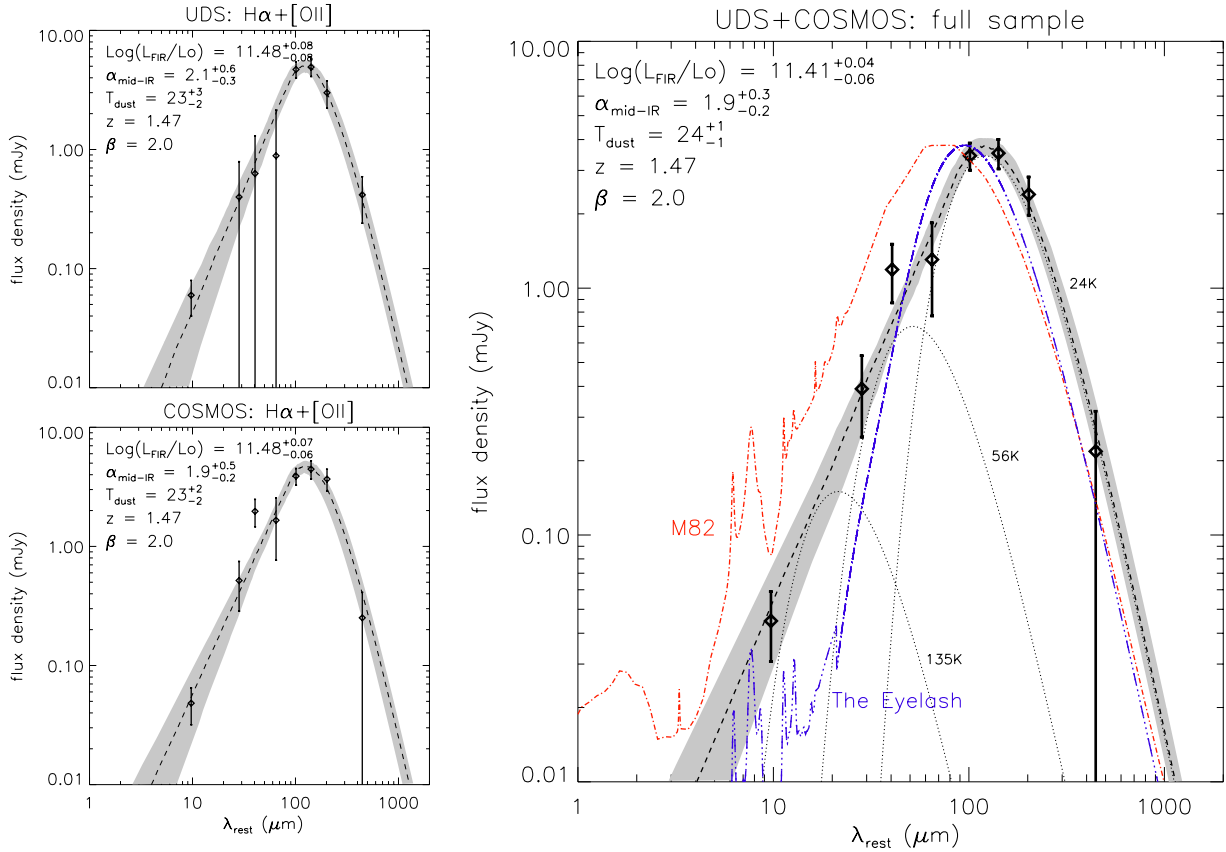 UDS: Hα+[OII]
Log(L_FIR/Lo) = 11.48 +0.08 -0.08
α_mid-IR = 2.1 +0.6 -0.3
T_dust = 23 +3 -2
z = 1.47
β = 2.0
10.00
1.00
0.10
0.01
flux density (mJy)
COSMOS: Hα+[OII]
Log(L_FIR/Lo) = 11.48 +0.07 -0.06
α_mid-IR = 1.9 +0.5 -0.2
T_dust = 23 +2 -2
z = 1.47
β = 2.0
10.00
1.00
0.10
0.01
flux density (mJy)
1 10 100 1000
λ_rest (μm)
UDS+COSMOS: full sample
Log(L_FIR/Lo) = 11.41 +0.04 -0.06
α_mid-IR = 1.9 +0.3 -0.2
T_dust = 24 +1 -1
z = 1.47
β = 2.0
10.00
1.00
0.10
0.01
flux density (mJy)
24K
56K
M82
135K
The Eyelash
1 10 100 1000
λ_rest (μm)